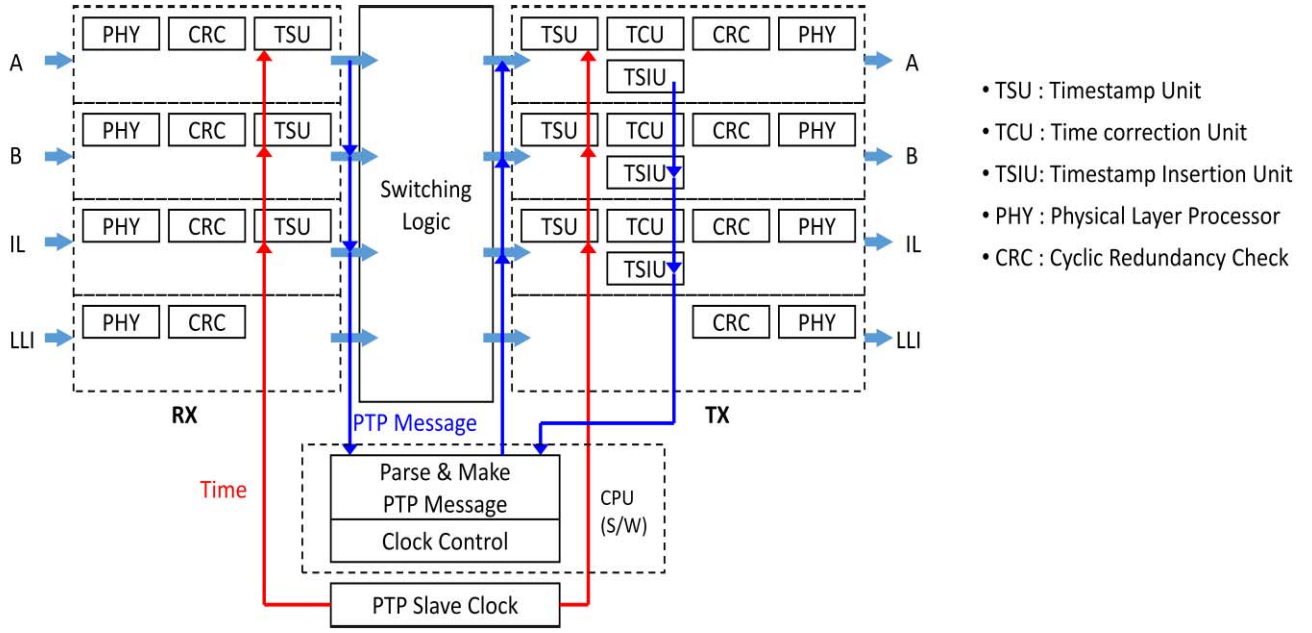 PHY CRC TSU
TSU TCU CRC PHY
A
A
TSIU
• TSU : Timestamp Unit
PHY CRC TSU
TSU TCU CRC PHY
• TCU : Time correction Unit
B
B
TSIU
• TSIU: Timestamp Insertion Unit
Switching
Logic
PHY CRC TSU
TSU TCU CRC PHY
• PHY : Physical Layer Processor
IL
IL
TSIU
• CRC : Cyclic Redundancy Check
PHY CRC
CRC PHY
LLI
LLI
RX
PTP Message
TX
Time
Parse & Make
PTP Message
Clock Control
CPU
(S/W)
PTP Slave Clock